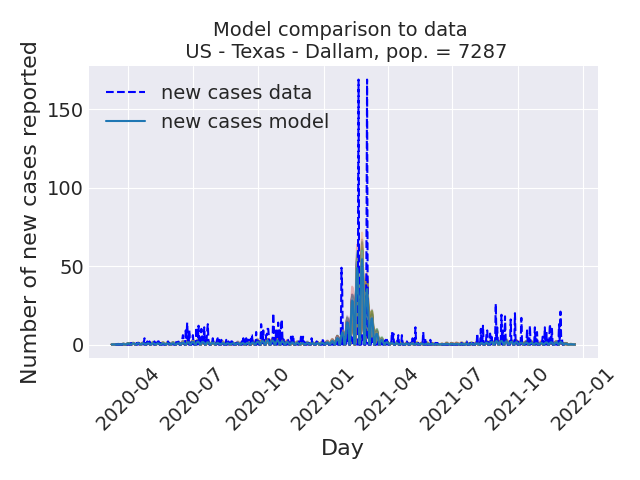 Model comparison to data
US - Texas - Dallam, pop. = 7287
Number of new cases reported
150
100
50
0
new cases data
new cases model
2020-04
2020-07
2020-10
2021-01
2021-04
2021-07
2021-10
2022-01
Day